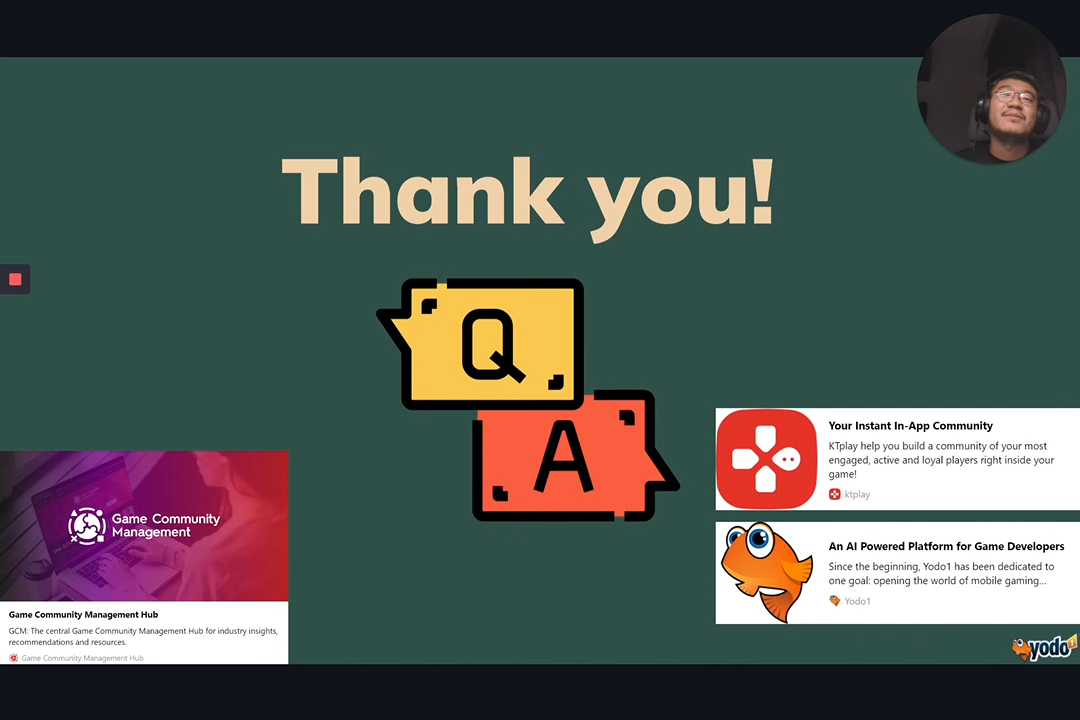 Thank you!
Q
A
Your Instant In-App Community
KTplay help you build a community of your most
engaged, active and loyal players right inside your
game!
ktplay
An AI Powered Platform for Game Developers
Since the beginning, Yodo1 has been dedicated to
one goal: opening the world of mobile gaming...
Yodo1
Game Community
Management
Game Community Management Hub
GCM: The central Game Community Management Hub for industry insights,
recommendations and resources.
Game Community Management Hub
yodo1